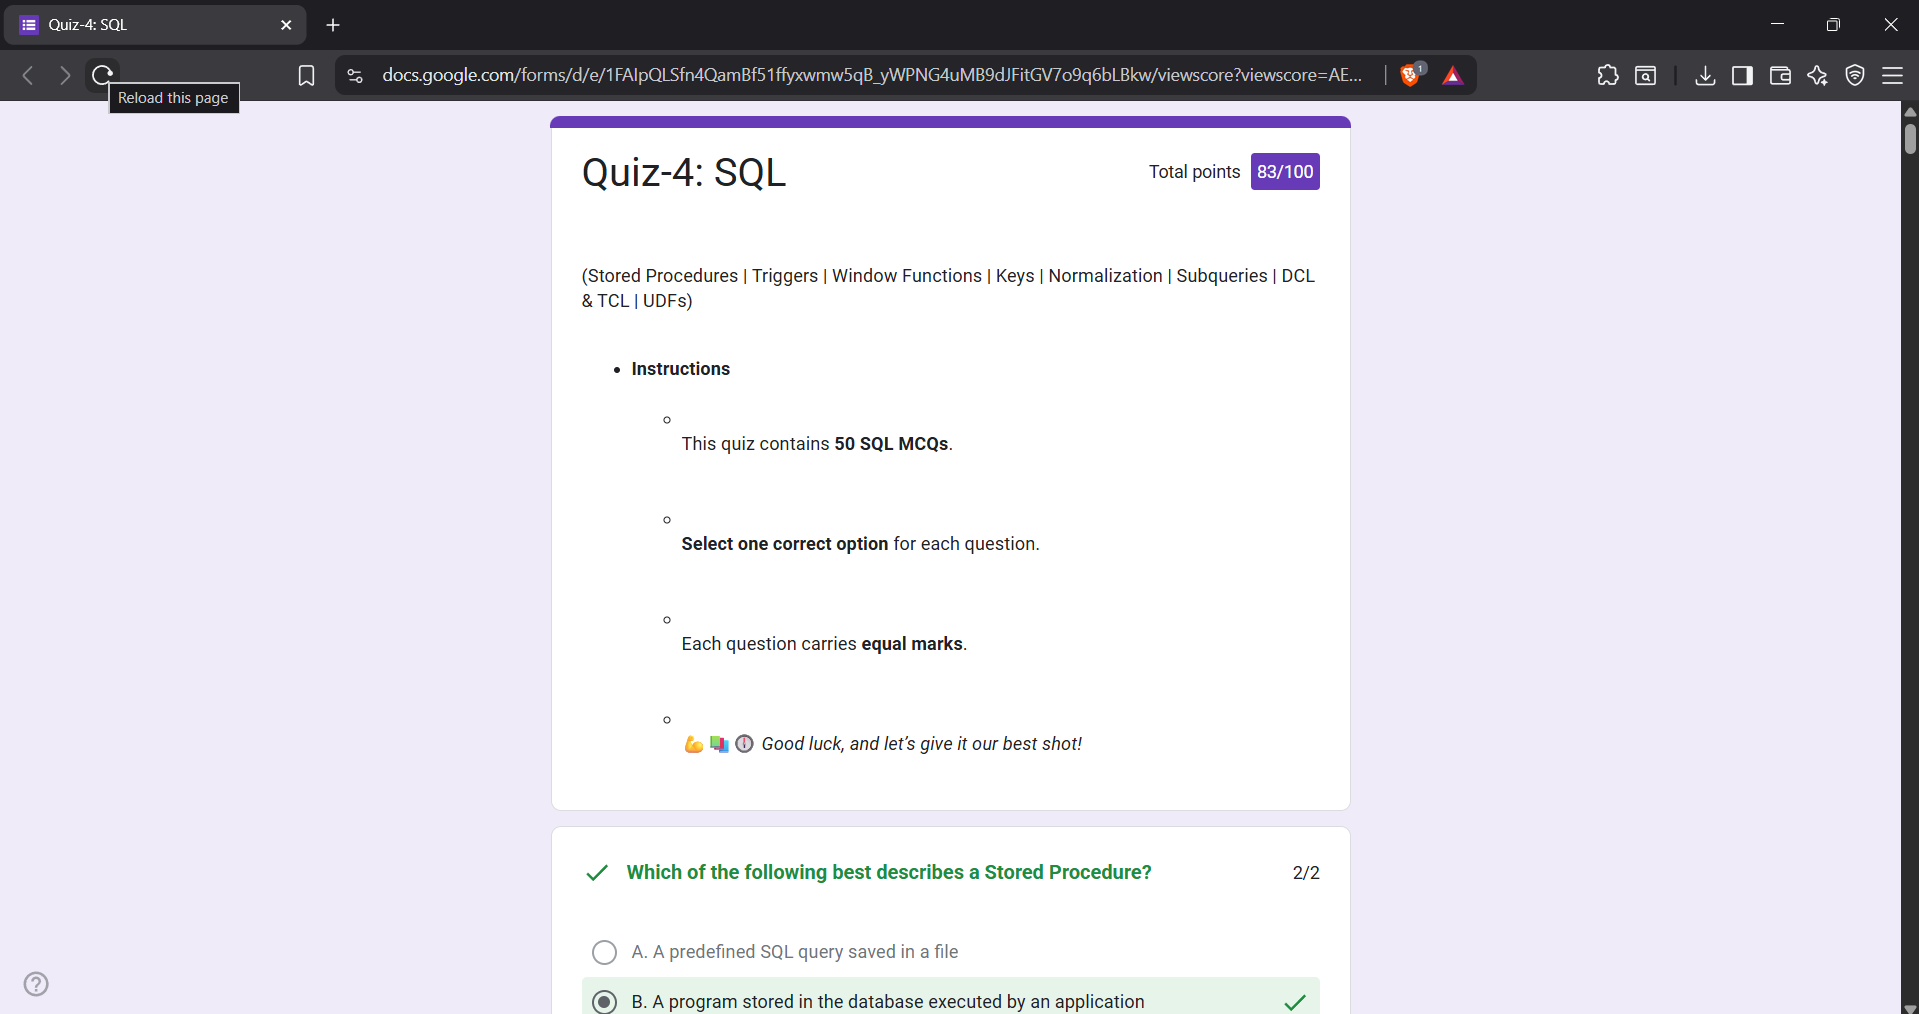 Quiz-4: SQL
docs.google.com/forms/d/e/1FAIpQLSfn4QamBf51ffyxwmw5qB_yWPNG4uMB9dJFitGV7o9q6bLBkw/viewscore?viewscore=AE...
1
Reload this page
Quiz-4: SQL
Total points 83/100
(Stored Procedures | Triggers | Window Functions | Keys | Normalization | Subqueries | DCL
& TCL | UDFs)
Instructions
This quiz contains 50 SQL MCQs.
Select one correct option for each question.
Each question carries equal marks.
💪📚🕛 Good luck, and let's give it our best shot!
Which of the following best describes a Stored Procedure? 2/2
A. A predefined SQL query saved in a file
B. A program stored in the database executed by an application